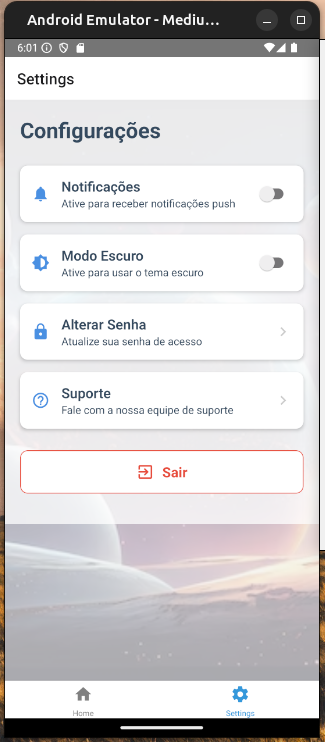 Android Emulator - Mediu...
6:01
Settings
Configurações
Notificações
Ative para receber notificações push
Modo Escuro
Ative para usar o tema escuro
Alterar Senha
Atualize sua senha de acesso
Suporte
Fale com a nossa equipe de suporte
Sair
Home Settings